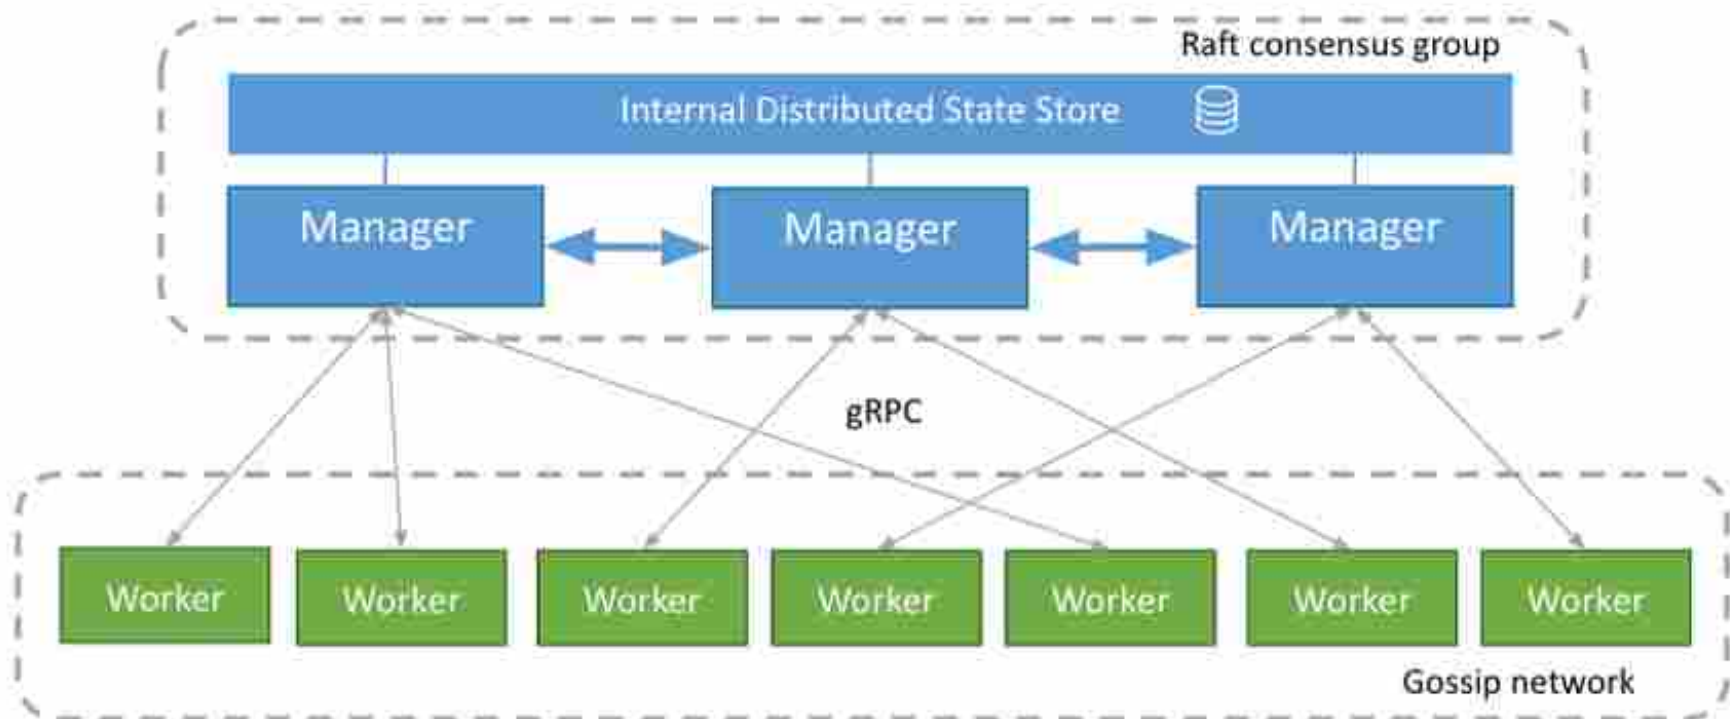 Raft consensus group
Internal Distributed State Store
Manager
Manager
Manager
gRPC
Worker
Worker
Worker
Worker
Worker
Worker
Worker
Gossip network